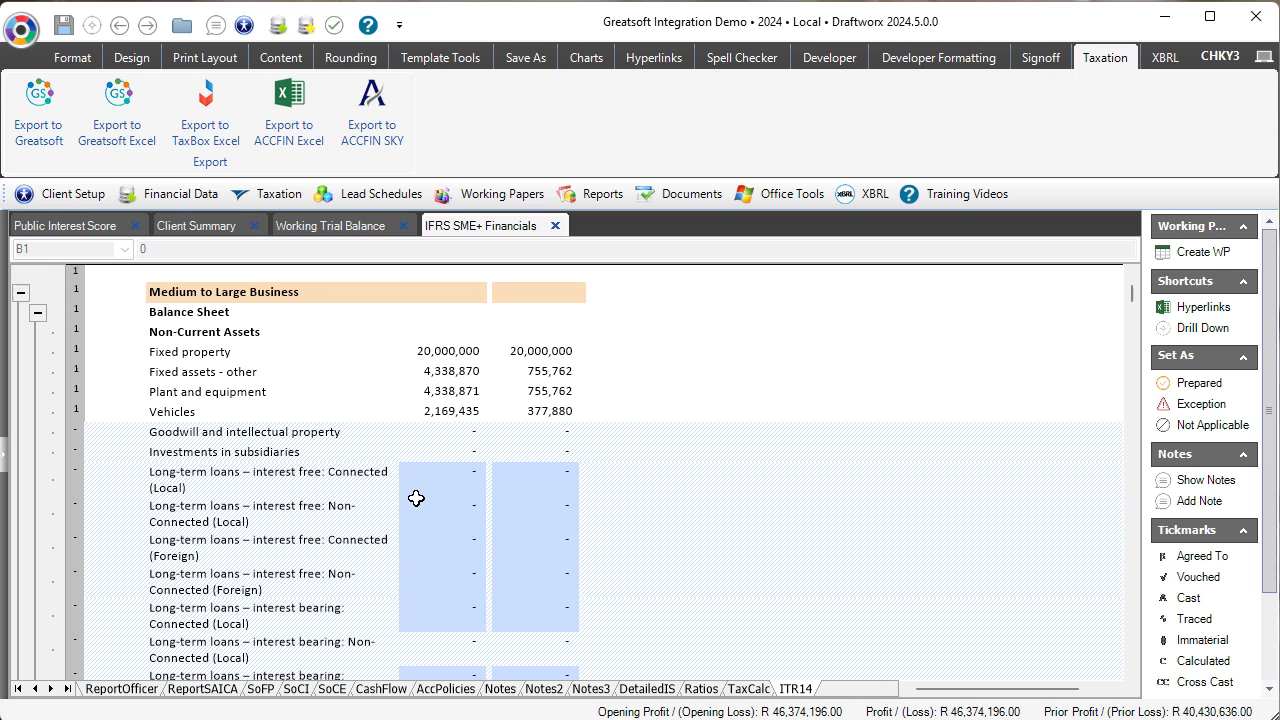 Greatsoft Integration Demo • 2024 • Local • Draftworx 2024.5.0.0
Format Design Print Layout Content Rounding Template Tools Save As Charts Hyperlinks Spell Checker Developer Developer Formatting Signoff Taxation XBRL CHKY3
Export to Greatsoft
Export to Greatsoft Excel
Export to TaxBox Excel
Export to ACCFIN Excel
Export to ACCFIN SKY
Export
Client Setup Financial Data Taxation Lead Schedules Working Papers Reports Documents Office Tools XBRL Training Videos
Public Interest Score Client Summary Working Trial Balance IFRS SME+ Financials
B1 0
1
1 Medium to Large Business
1 Balance Sheet
1 Non-Current Assets
1 Fixed property 20,000,000 20,000,000
1 Fixed assets - other 4,338,870 755,762
1 Plant and equipment 4,338,871 755,762
1 Vehicles 2,169,435 377,880
- Goodwill and intellectual property - -
- Investments in subsidiaries - -
- Long-term loans – interest free: Connected - -
(Local)
- Long-term loans – interest free: Non- - -
Connected (Local)
- Long-term loans – interest free: Connected - -
(Foreign)
- Long-term loans – interest free: Non- - -
Connected (Foreign)
- Long-term loans – interest bearing: - -
Connected (Local)
- Long-term loans – interest bearing: Non- - -
Connected (Local)
- Long-term loans – interest bearing: - -
ReportOfficer ReportSAICA SoFP SoCI SoCE CashFlow AccPolicies Notes Notes2 Notes3 DetailedIS Ratios TaxCalc ITR14
Working P...
Create WP
Shortcuts
Hyperlinks
Drill Down
Set As
Prepared
Exception
Not Applicable
Notes
Show Notes
Add Note
Tickmarks
Agreed To
Vouched
Cast
Traced
Immaterial
Calculated
Cross Cast
Opening Profit / (Opening Loss): R 46,374,196.00 Profit / (Loss): R 46,374,196.00 Prior Profit / (Prior Loss): R 40,430,636.00